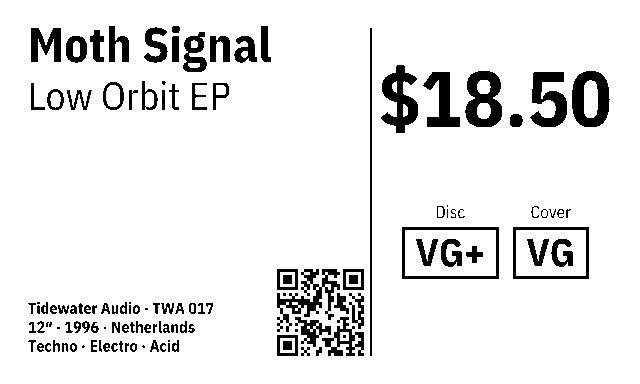 Moth Signal
Low Orbit EP
$18.50
Disc
Cover
VG+
VG
Tidewater Audio · TWA 017
12″ · 1996 · Netherlands
Techno · Electro · Acid